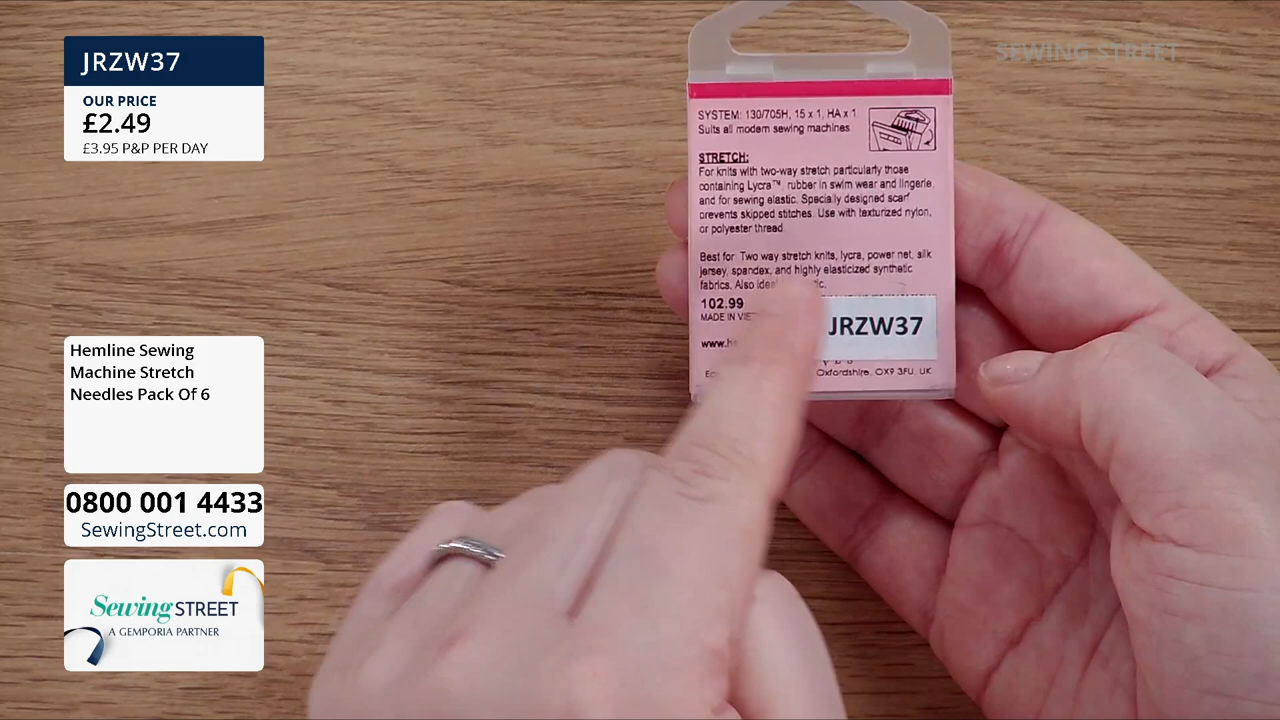 JRZW37
OUR PRICE
£2.49
£3.95 P&P PER DAY
Hemline Sewing
Machine Stretch
Needles Pack Of 6
0800 001 4433
SewingStreet.com
Sewing STREET
A GEMPORIA PARTNER
SEWING STREET
SYSTEM: 130/705H, 15 x 1, HA x 1
Suits all modern sewing machines
STRETCH:
For knits with two-way stretch particularly those
containing Lycra™ rubber in swim wear and lingerie,
and for sewing elastic. Specially designed scarf
prevents skipped stitches. Use with texturized nylon,
or polyester thread.
Best for: Two way stretch knits, lycra, power net, silk
jersey, spandex, and highly elasticized synthetic
fabrics. Also
102.99
MADE IN
JRZW37
www.
Oxfordshire, OX9 3FU, UK